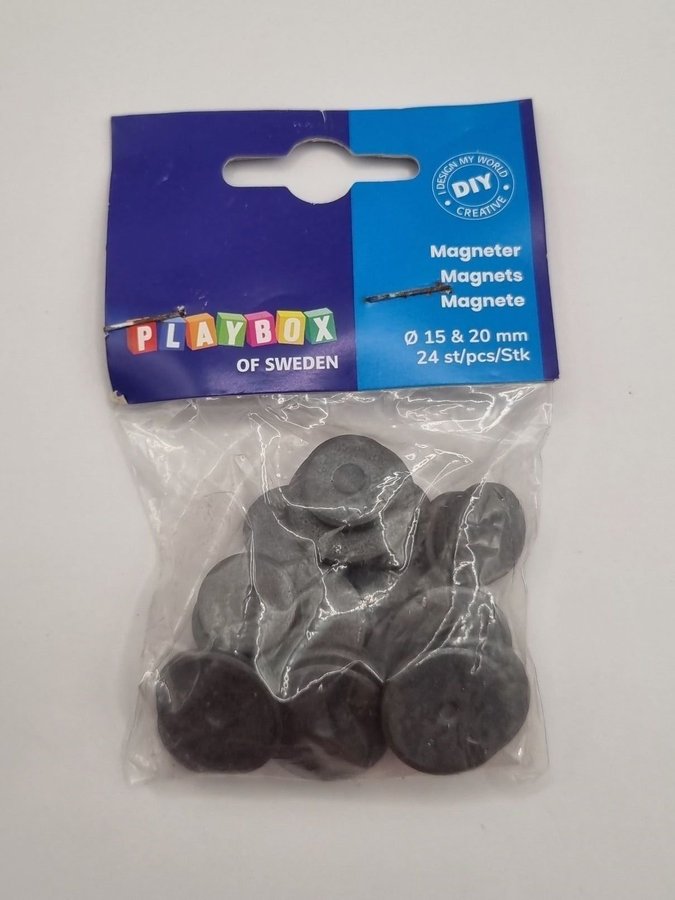 I DESIGN MY WORLD
DIY
• CREATIVE •
Magneter
Magnets
Magnete
PLAYBOX
OF SWEDEN
Ø 15 & 20 mm
24 st/pcs/Stk